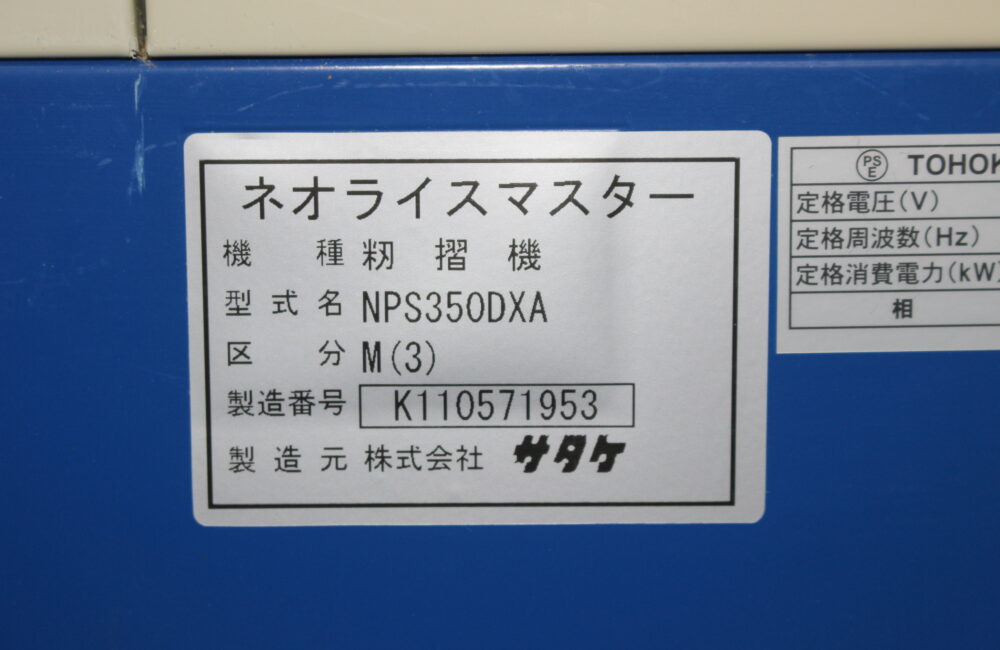 ネオライスマスター
機種 籾摺機
型式名 NPS350DXA
区分 M(3)
製造番号 K110571953
製造元 株式会社 サタケ
PSE TOHOK
定格電圧(V)
定格周波数(Hz)
定格消費電力(kW)
相